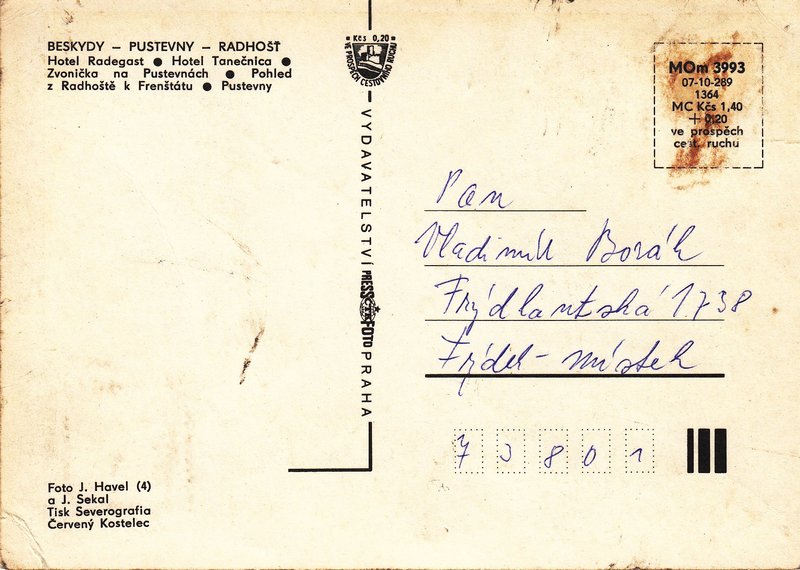 BESKYDY – PUSTEVNY – RADHOŠŤ
Hotel Radegast ● Hotel Tanečnica ●
Zvonička na Pustevnách ● Pohled
z Radhoště k Frenštátu ● Pustevny
Kčs 0,20
VE PROSPĚCH CESTOVNÍHO RUCHU
VYDAVATELSTVÍ PRESSFOTO PRAHA
MOm 3993
07-10-289
1364
MC Kčs 1,40
+ 0,20
ve prospěch
cest. ruchu
Pan
Vladimír Borák
Frýdlantská 1738
Frýdek-místek
73801
Foto J. Havel (4)
a J. Sekal
Tisk Severografia
Červený Kostelec